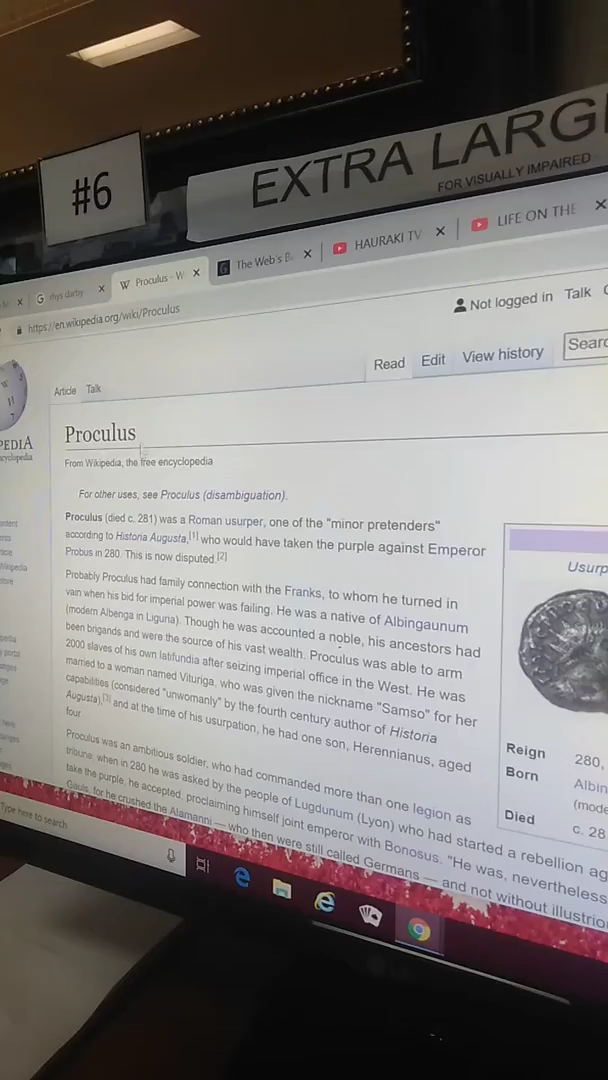 #6
EXTRA LARG
FOR VISUALLY IMPAIRED
rhys darby
Proculus - W
The Web's B
HAURAKI TV
LIFE ON THE
https://en.wikipedia.org/wiki/Proculus
Not logged in Talk
Article Talk
Read Edit View history
Sear
PEDIA
cyclopedia
Proculus
From Wikipedia, the free encyclopedia
For other uses, see Proculus (disambiguation).
Proculus (died c. 281) was a Roman usurper, one of the "minor pretenders"
according to Historia Augusta,[1] who would have taken the purple against Emperor
Probus in 280. This is now disputed.[2]
Probably Proculus had family connection with the Franks, to whom he turned in
vain when his bid for imperial power was failing. He was a native of Albingaunum
(modern Albenga in Liguria). Though he was accounted a noble, his ancestors had
been brigands and were the source of his vast wealth. Proculus was able to arm
2000 slaves of his own latifundia after seizing imperial office in the West. He was
married to a woman named Vituriga, who was given the nickname "Samso" for her
capabilities (considered "unwomanly" by the fourth century author of Historia
Augusta),[3] and at the time of his usurpation, he had one son, Herennianus, aged
four.
Proculus was an ambitious soldier, who had commanded more than one legion as
tribune; when in 280 he was asked by the people of Lugdunum (Lyon) who had started a rebellion ag
take the purple, he accepted, proclaiming himself joint emperor with Bonosus. "He was, nevertheless
Gauls, for he crushed the Alamanni — who then were still called Germans — and not without illustrio
Usurp
Reign 280,
Born Albin
(mode
Died c. 28
Type here to search